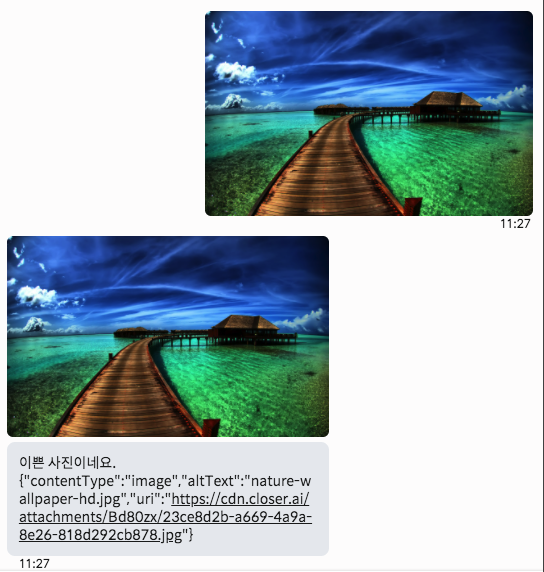 11:27
이쁜 사진이네요.
{"contentType":"image","altText":"nature-w
allpaper-hd.jpg","uri":"https://cdn.closer.ai/
attachments/Bd80zx/23ce8d2b-a669-4a9a-
8e26-818d292cb878.jpg"}
11:27